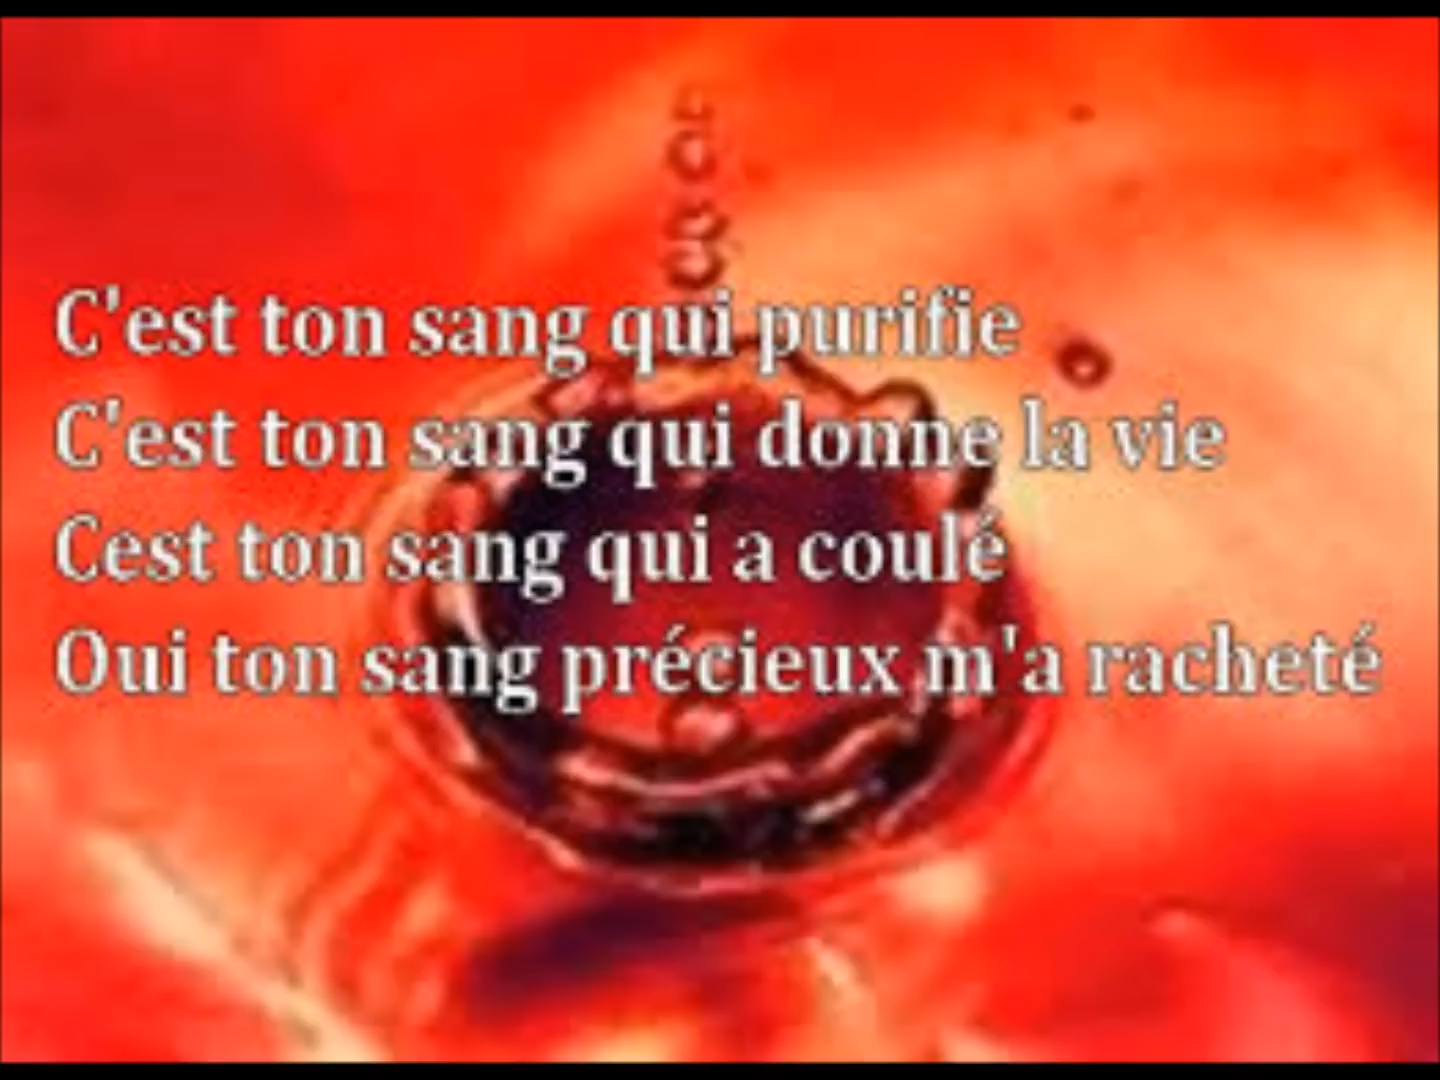 C'est ton sang qui purifie
C'est ton sang qui donne la vie
Cest ton sang qui a coulé
Oui ton sang précieux m'a racheté